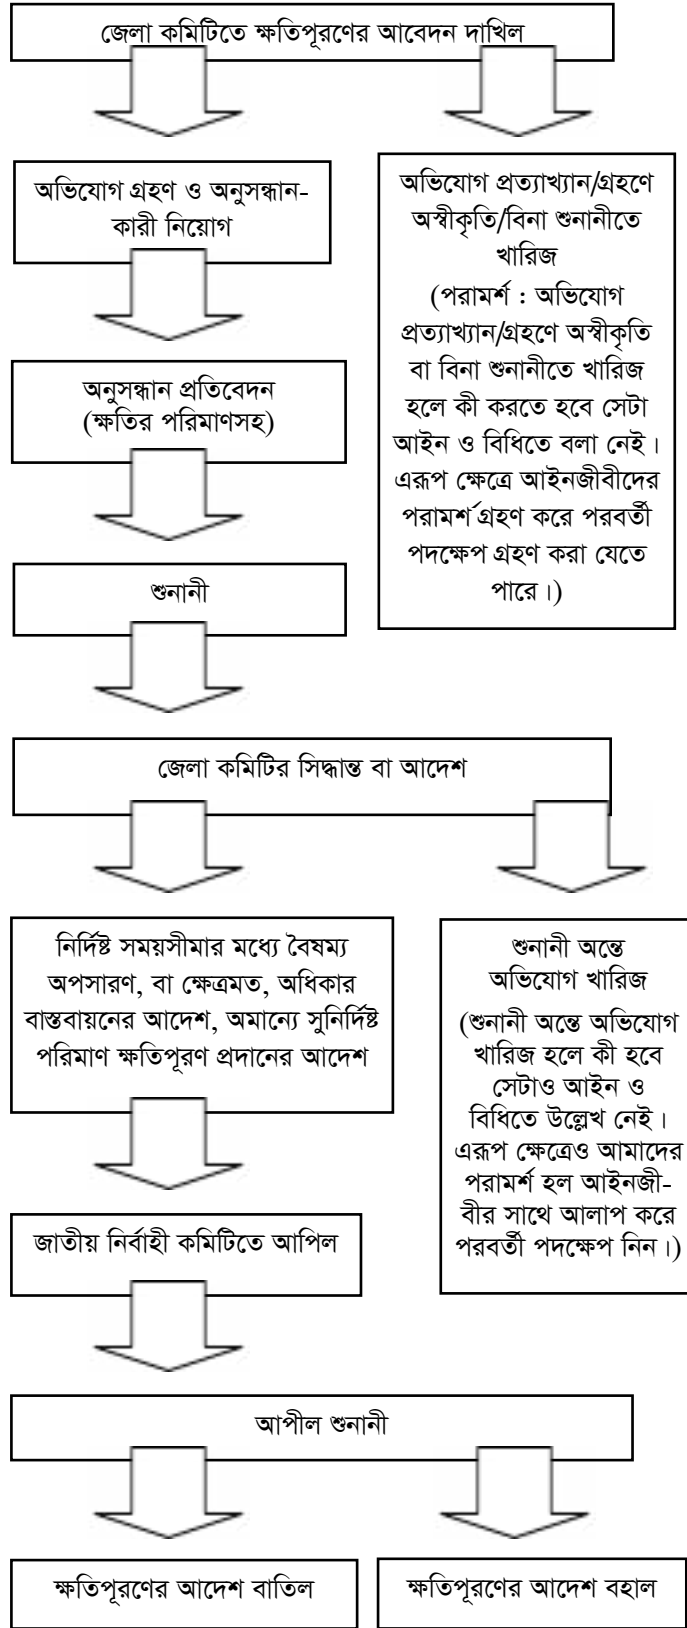 জেলা কমিটিতে ক্ষতিপূরণের আবেদন দাখিল
অভিযোগ গ্রহণ ও অনুসন্ধান-
কারী নিয়োগ
অভিযোগ প্রত্যাখ্যান/গ্রহণে
অস্বীকৃতি/বিনা শুনানীতে
খারিজ
(পরামর্শ : অভিযোগ
প্রত্যাখ্যান/গ্রহণে অস্বীকৃতি
বা বিনা শুনানীতে খারিজ
হলে কী করতে হবে সেটা
আইন ও বিধিতে বলা নেই।
এরূপ ক্ষেত্রে আইনজীবীদের
পরামর্শ গ্রহণ করে পরবর্তী
পদক্ষেপ গ্রহণ করা যেতে
পারে।)
অনুসন্ধান প্রতিবেদন
(ক্ষতির পরিমাণসহ)
শুনানী
জেলা কমিটির সিদ্ধান্ত বা আদেশ
নির্দিষ্ট সময়সীমার মধ্যে বৈষম্য
অপসারণ, বা ক্ষেত্রমত, অধিকার
বাস্তবায়নের আদেশ, অমান্যে সুনির্দিষ্ট
পরিমাণ ক্ষতিপূরণ প্রদানের আদেশ
শুনানী অন্তে
অভিযোগ খারিজ
(শুনানী অন্তে অভিযোগ
খারিজ হলে কী হবে
সেটাও আইন ও
বিধিতে উল্লেখ নেই।
এরূপ ক্ষেত্রেও আমাদের
পরামর্শ হল আইনজী-
বীর সাথে আলাপ করে
পরবর্তী পদক্ষেপ নিন।)
জাতীয় নির্বাহী কমিটিতে আপিল
আপীল শুনানী
ক্ষতিপূরণের আদেশ বাতিল
ক্ষতিপূরণের আদেশ বহাল